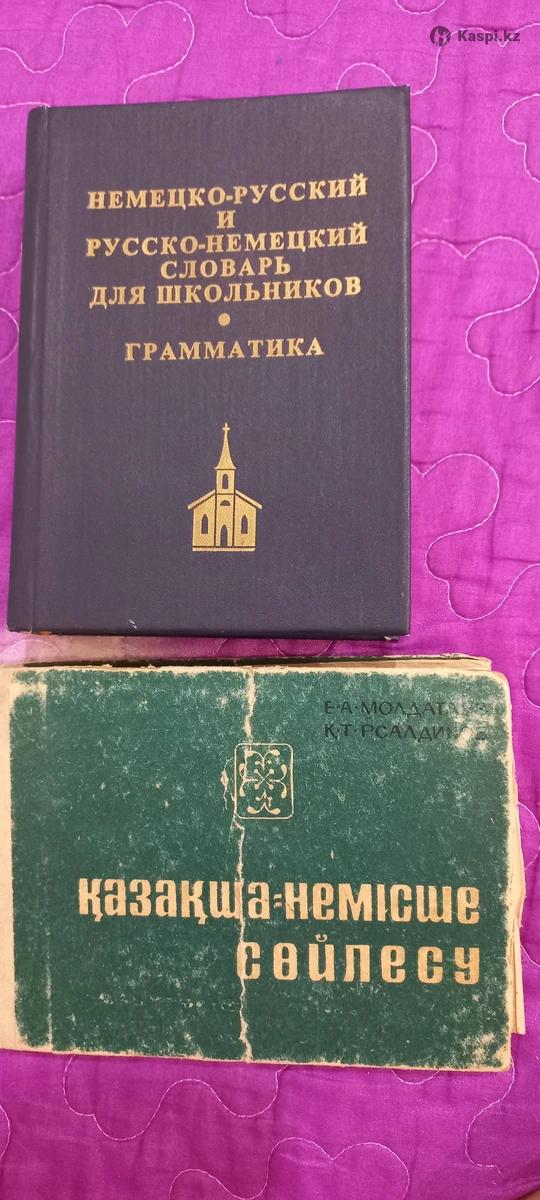 Kaspi.kz
НЕМЕЦКО-РУССКИЙ
И
РУССКО-НЕМЕЦКИЙ
СЛОВАРЬ
ДЛЯ ШКОЛЬНИКОВ
•
ГРАММАТИКА
Е·А·
Қ·Т·
қазақша-немісше
сөйлесу